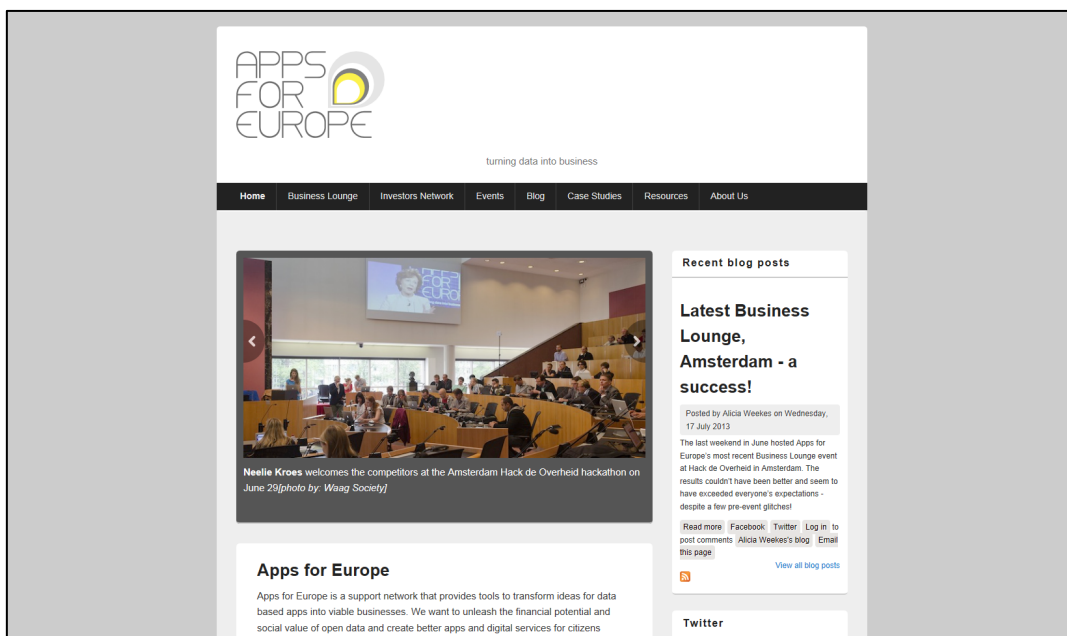 APPS
FOR
EUROPE
turning data into business
Home Business Lounge Investors Network Events Blog Case Studies Resources About Us
APPS
FOR
EURO
Neelie Kroes welcomes the competitors at the Amsterdam Hack de Overheid hackathon on
June 29[photo by: Waag Society]
Apps for Europe
Apps for Europe is a support network that provides tools to transform ideas for data
based apps into viable businesses. We want to unleash the financial potential and
social value of open data and create better apps and digital services for citizens
Recent blog posts
Latest Business
Lounge,
Amsterdam - a
success!
Posted by Alicia Weekes on Wednesday,
17 July 2013
The last weekend in June hosted Apps for
Europe's most recent Business Lounge event
at Hack de Overheid in Amsterdam. The
results couldn't have been better and seem to
have exceeded everyone's expectations -
despite a few pre-event glitches!
Read more Facebook Twitter Log in to
post comments Alicia Weekes's blog Email
this page
View all blog posts
Twitter